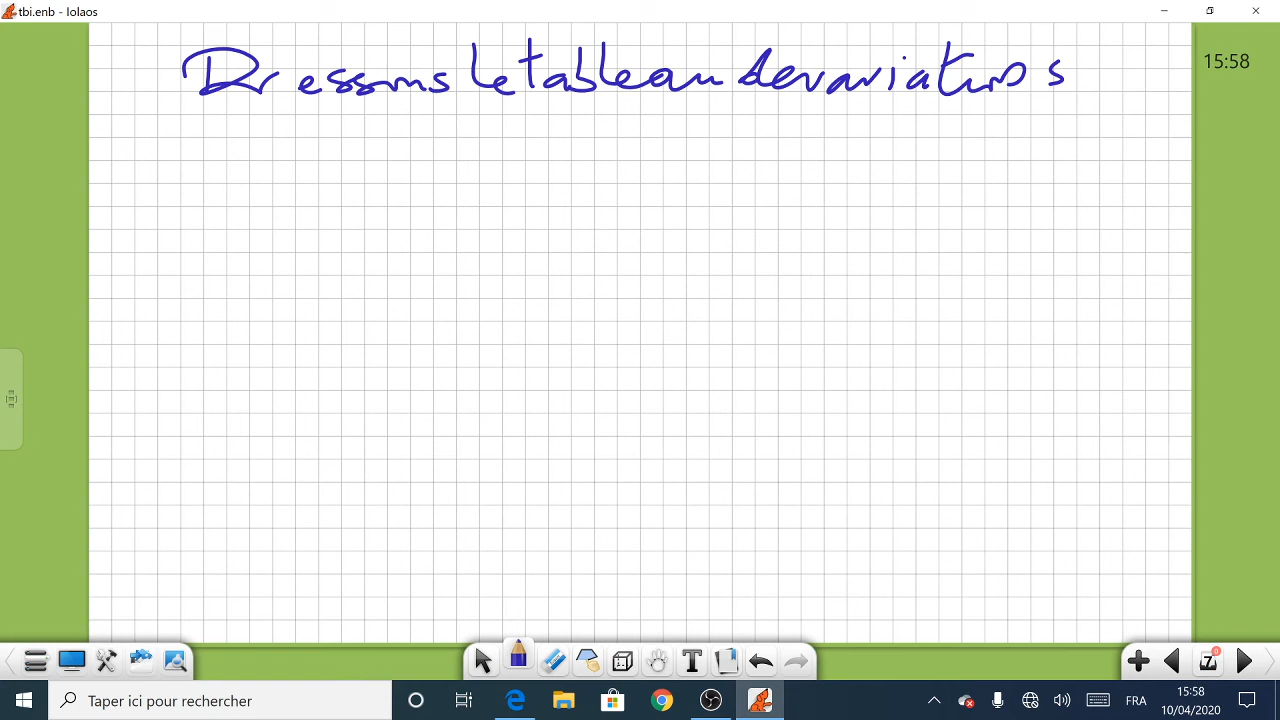 tbi.enb - Iolaos
Dressons le tableau de variations
15:58
Taper ici pour rechercher
FRA
15:58
10/04/2020